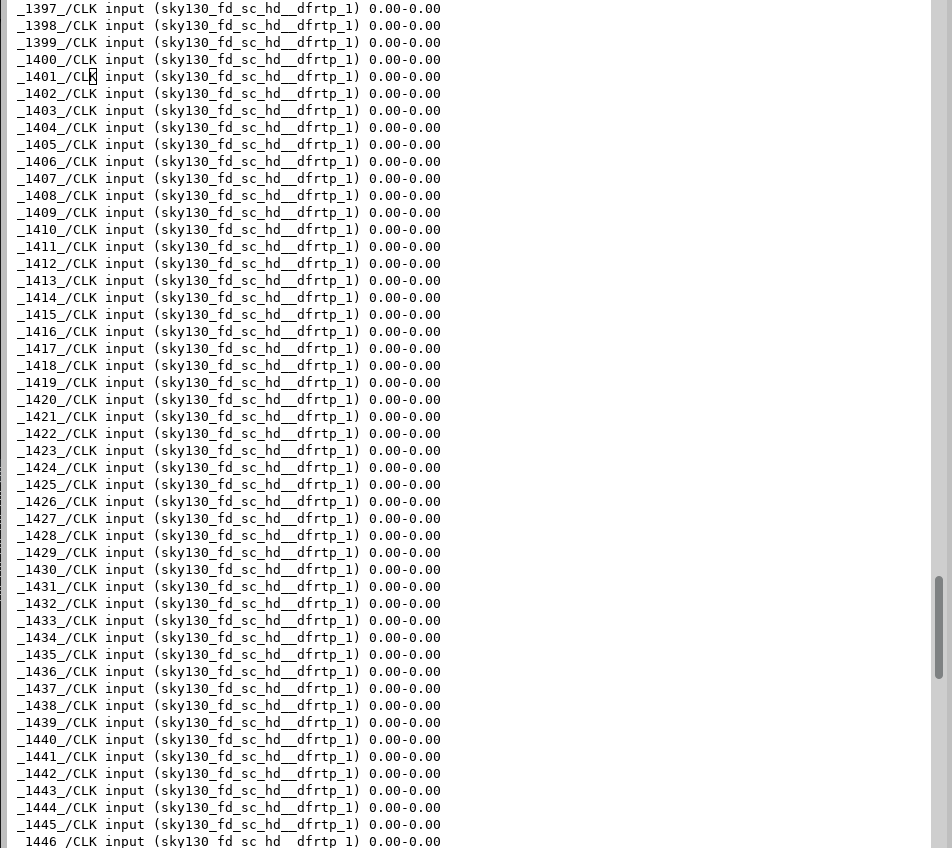 _1397_/CLK input (sky130_fd_sc_hd__dfrtp_1) 0.00-0.00
_1398_/CLK input (sky130_fd_sc_hd__dfrtp_1) 0.00-0.00
_1399_/CLK input (sky130_fd_sc_hd__dfrtp_1) 0.00-0.00
_1400_/CLK input (sky130_fd_sc_hd__dfrtp_1) 0.00-0.00
_1401_/CLK input (sky130_fd_sc_hd__dfrtp_1) 0.00-0.00
_1402_/CLK input (sky130_fd_sc_hd__dfrtp_1) 0.00-0.00
_1403_/CLK input (sky130_fd_sc_hd__dfrtp_1) 0.00-0.00
_1404_/CLK input (sky130_fd_sc_hd__dfrtp_1) 0.00-0.00
_1405_/CLK input (sky130_fd_sc_hd__dfrtp_1) 0.00-0.00
_1406_/CLK input (sky130_fd_sc_hd__dfrtp_1) 0.00-0.00
_1407_/CLK input (sky130_fd_sc_hd__dfrtp_1) 0.00-0.00
_1408_/CLK input (sky130_fd_sc_hd__dfrtp_1) 0.00-0.00
_1409_/CLK input (sky130_fd_sc_hd__dfrtp_1) 0.00-0.00
_1410_/CLK input (sky130_fd_sc_hd__dfrtp_1) 0.00-0.00
_1411_/CLK input (sky130_fd_sc_hd__dfrtp_1) 0.00-0.00
_1412_/CLK input (sky130_fd_sc_hd__dfrtp_1) 0.00-0.00
_1413_/CLK input (sky130_fd_sc_hd__dfrtp_1) 0.00-0.00
_1414_/CLK input (sky130_fd_sc_hd__dfrtp_1) 0.00-0.00
_1415_/CLK input (sky130_fd_sc_hd__dfrtp_1) 0.00-0.00
_1416_/CLK input (sky130_fd_sc_hd__dfrtp_1) 0.00-0.00
_1417_/CLK input (sky130_fd_sc_hd__dfrtp_1) 0.00-0.00
_1418_/CLK input (sky130_fd_sc_hd__dfrtp_1) 0.00-0.00
_1419_/CLK input (sky130_fd_sc_hd__dfrtp_1) 0.00-0.00
_1420_/CLK input (sky130_fd_sc_hd__dfrtp_1) 0.00-0.00
_1421_/CLK input (sky130_fd_sc_hd__dfrtp_1) 0.00-0.00
_1422_/CLK input (sky130_fd_sc_hd__dfrtp_1) 0.00-0.00
_1423_/CLK input (sky130_fd_sc_hd__dfrtp_1) 0.00-0.00
_1424_/CLK input (sky130_fd_sc_hd__dfrtp_1) 0.00-0.00
_1425_/CLK input (sky130_fd_sc_hd__dfrtp_1) 0.00-0.00
_1426_/CLK input (sky130_fd_sc_hd__dfrtp_1) 0.00-0.00
_1427_/CLK input (sky130_fd_sc_hd__dfrtp_1) 0.00-0.00
_1428_/CLK input (sky130_fd_sc_hd__dfrtp_1) 0.00-0.00
_1429_/CLK input (sky130_fd_sc_hd__dfrtp_1) 0.00-0.00
_1430_/CLK input (sky130_fd_sc_hd__dfrtp_1) 0.00-0.00
_1431_/CLK input (sky130_fd_sc_hd__dfrtp_1) 0.00-0.00
_1432_/CLK input (sky130_fd_sc_hd__dfrtp_1) 0.00-0.00
_1433_/CLK input (sky130_fd_sc_hd__dfrtp_1) 0.00-0.00
_1434_/CLK input (sky130_fd_sc_hd__dfrtp_1) 0.00-0.00
_1435_/CLK input (sky130_fd_sc_hd__dfrtp_1) 0.00-0.00
_1436_/CLK input (sky130_fd_sc_hd__dfrtp_1) 0.00-0.00
_1437_/CLK input (sky130_fd_sc_hd__dfrtp_1) 0.00-0.00
_1438_/CLK input (sky130_fd_sc_hd__dfrtp_1) 0.00-0.00
_1439_/CLK input (sky130_fd_sc_hd__dfrtp_1) 0.00-0.00
_1440_/CLK input (sky130_fd_sc_hd__dfrtp_1) 0.00-0.00
_1441_/CLK input (sky130_fd_sc_hd__dfrtp_1) 0.00-0.00
_1442_/CLK input (sky130_fd_sc_hd__dfrtp_1) 0.00-0.00
_1443_/CLK input (sky130_fd_sc_hd__dfrtp_1) 0.00-0.00
_1444_/CLK input (sky130_fd_sc_hd__dfrtp_1) 0.00-0.00
_1445_/CLK input (sky130_fd_sc_hd__dfrtp_1) 0.00-0.00
_1446_/CLK input (sky130_fd_sc_hd__dfrtp_1) 0.00-0.00